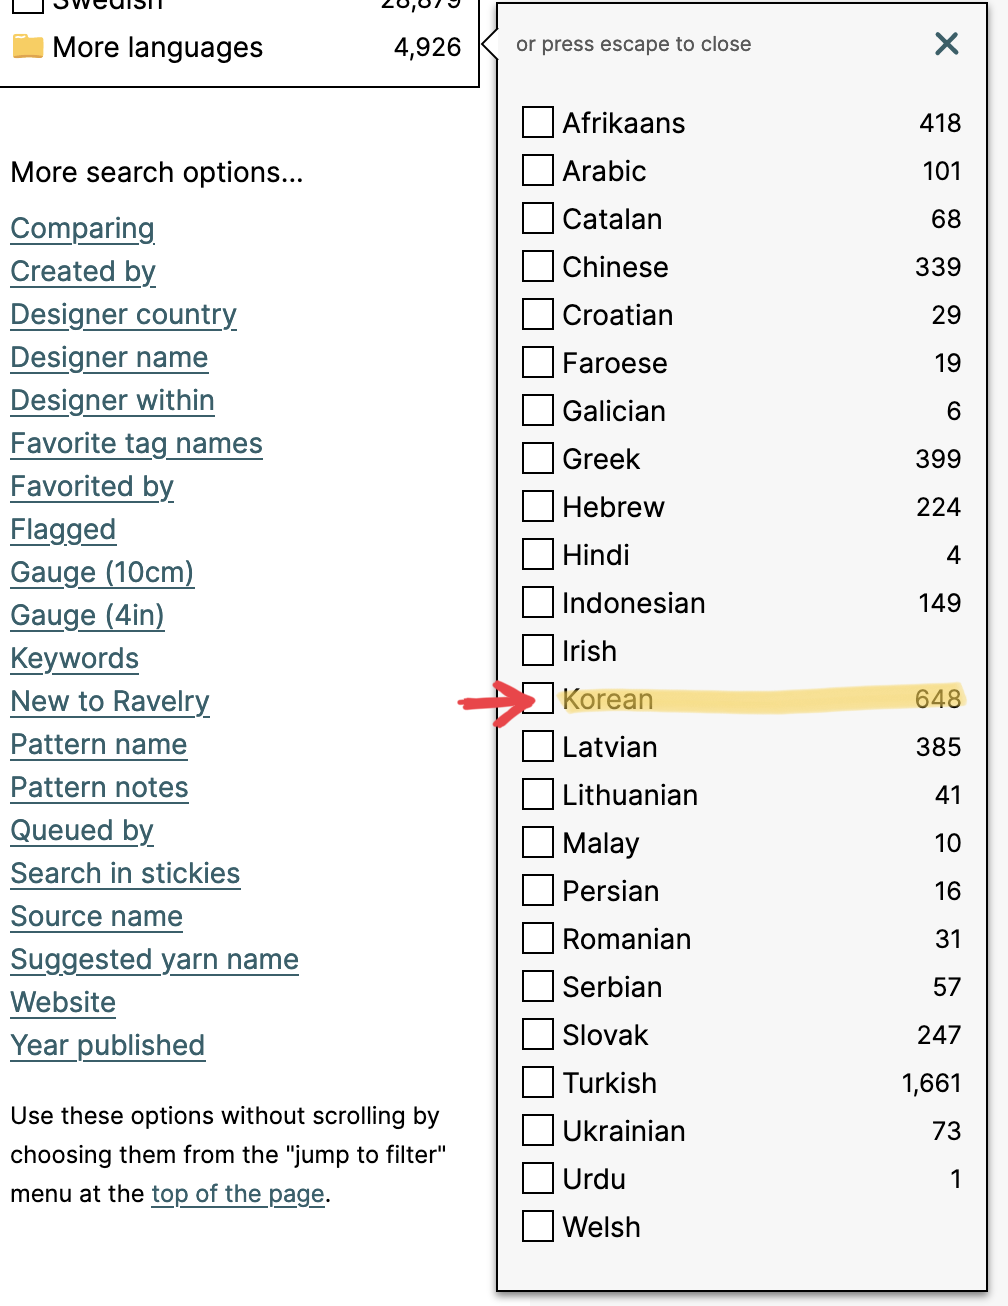 Swedish 28,879
More languages 4,926
More search options...
Comparing
Created by
Designer country
Designer name
Designer within
Favorite tag names
Favorited by
Flagged
Gauge (10cm)
Gauge (4in)
Keywords
New to Ravelry
Pattern name
Pattern notes
Queued by
Search in stickies
Source name
Suggested yarn name
Website
Year published
Use these options without scrolling by
choosing them from the "jump to filter"
menu at the top of the page.
or press escape to close
Afrikaans 418
Arabic 101
Catalan 68
Chinese 339
Croatian 29
Faroese 19
Galician 6
Greek 399
Hebrew 224
Hindi 4
Indonesian 149
Irish
Korean 648
Latvian 385
Lithuanian 41
Malay 10
Persian 16
Romanian 31
Serbian 57
Slovak 247
Turkish 1,661
Ukrainian 73
Urdu 1
Welsh